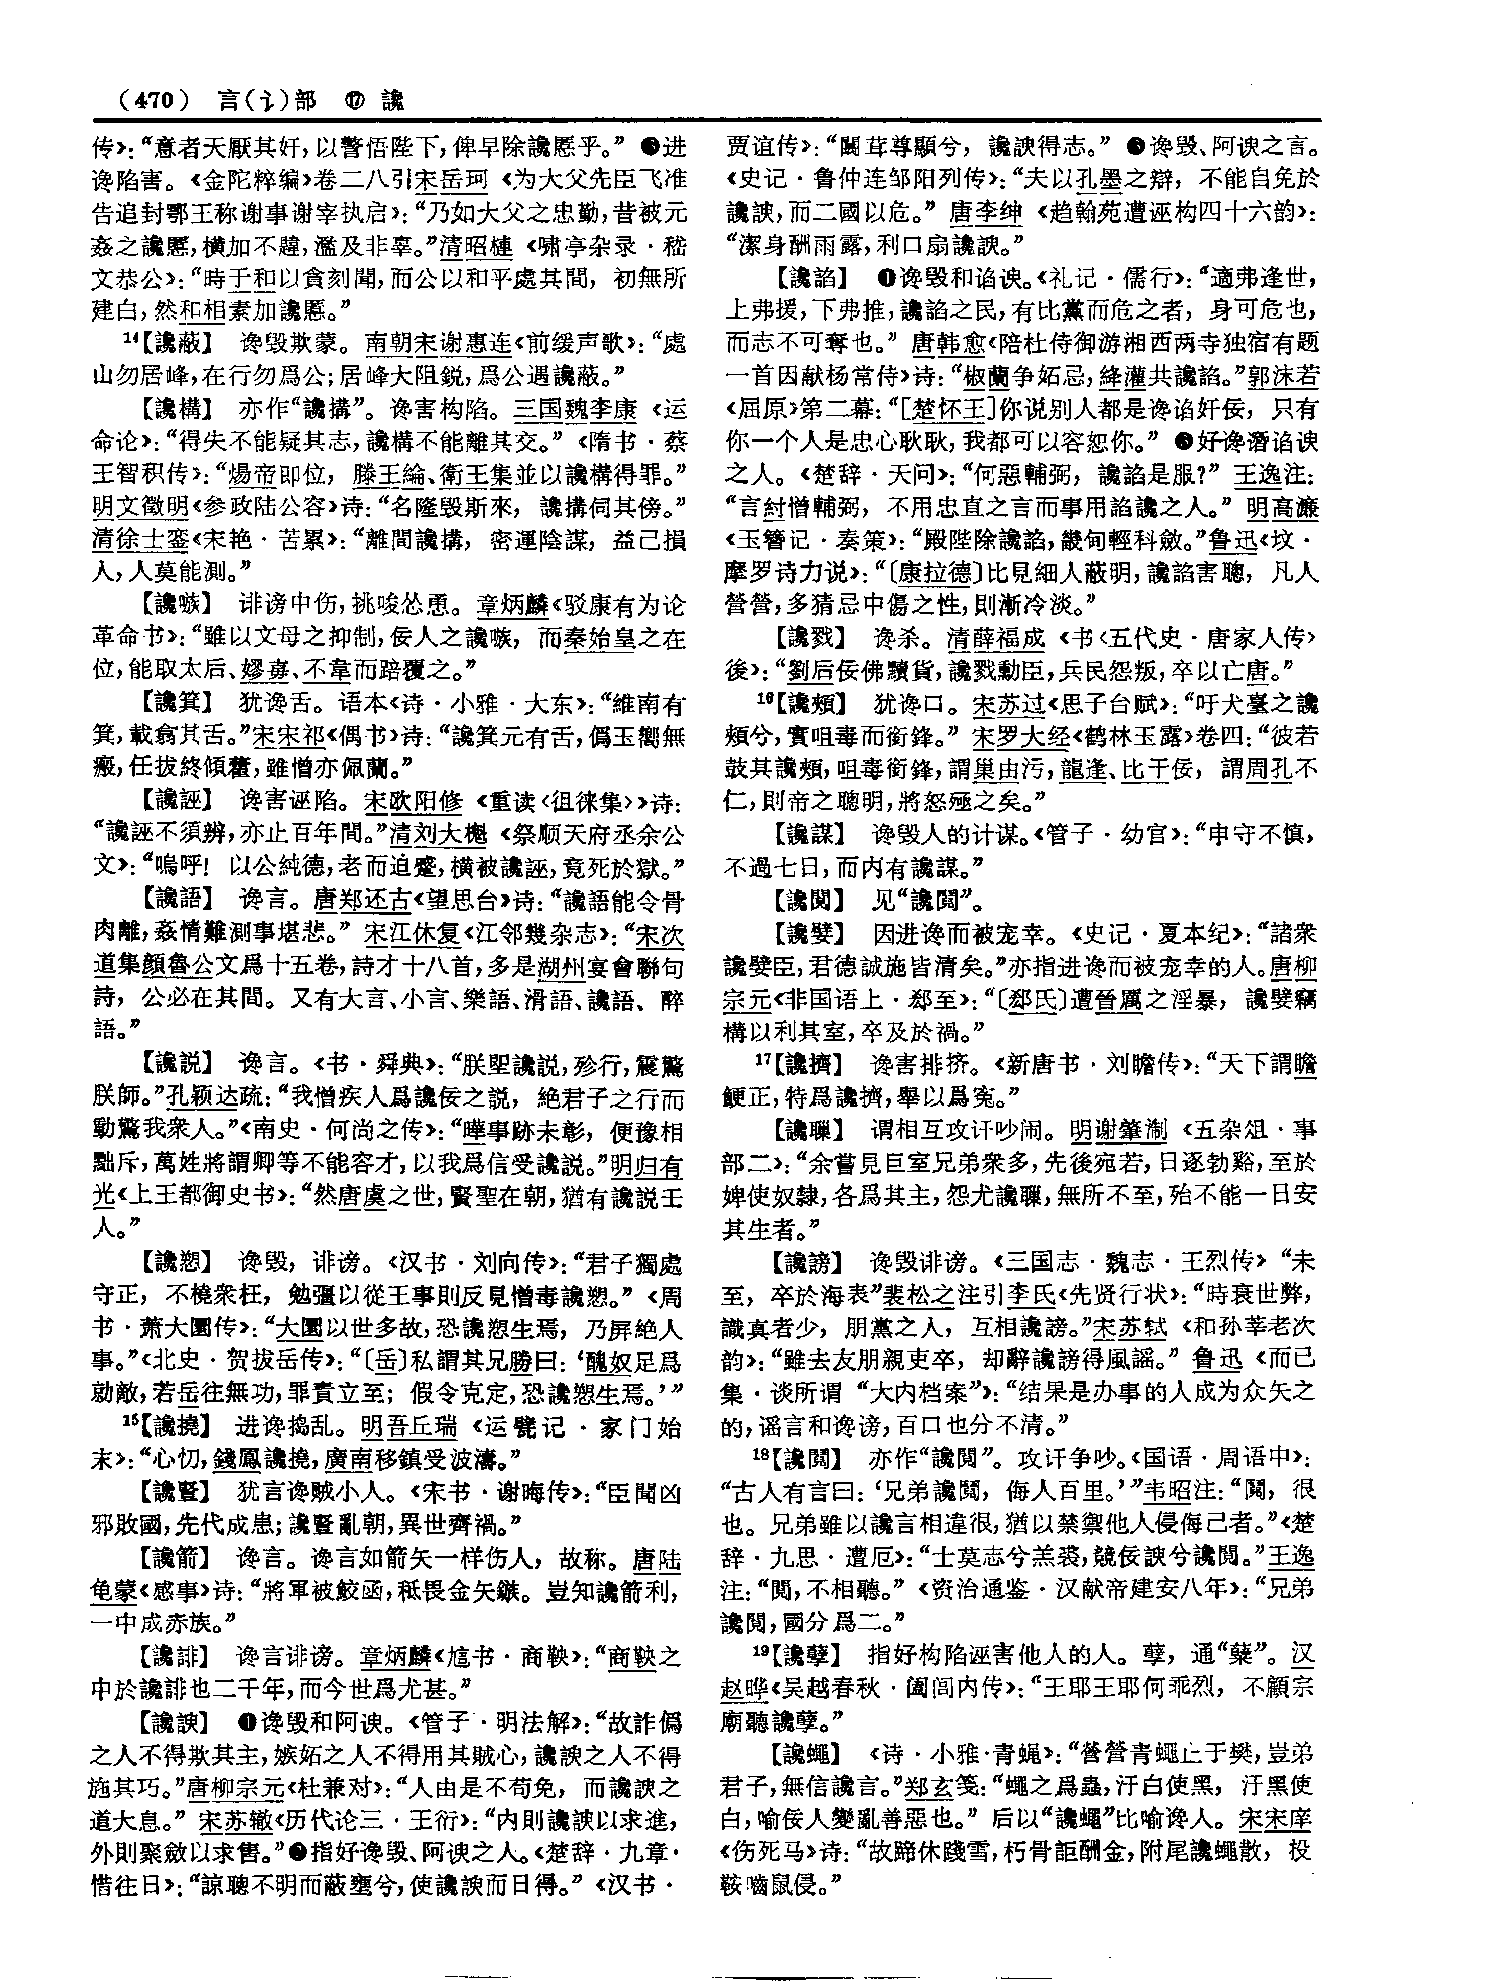 （470） 言(讠)部 ⑰ 讒
传》：“意者天厭其奸，以警悟陛下，俾早除讒慝乎。” ❸进
谗陷害。《金陀粹编》卷二八引宋岳珂《为大父先臣飞准
告追封鄂王称谢事谢宰执启》：“乃如大父之忠勤，昔被元
姦之讒慝，横加不韙，濫及非辜。”清昭槤《啸亭杂录·嵇
文恭公》：“時于和以貪刻聞，而公以和平處其間，初無所
建白，然和相素加讒慝。”
14【讒蔽】 谗毁欺蒙。南朝宋谢惠连《前缓声歌》：“處
山勿居峰，在行勿爲公；居峰大阻鋭，爲公遇讒蔽。”
【讒構】 亦作“讒搆”。谗害构陷。三国魏李康《运
命论》：“得失不能疑其志，讒構不能離其交。”《隋书·蔡
王智积传》：“煬帝即位，滕王綸、衛王集並以讒構得罪。”
明文徵明《参政陆公容》诗：“名隆毁斯來，讒搆伺其傍。”
清徐士銮《宋艳·苦累》：“離間讒搆，密運陰謀，益己損
人，人莫能測。”
【讒嗾】 诽谤中伤，挑唆怂恿。章炳麟《驳康有为论
革命书》：“雖以文母之抑制，佞人之讒嗾，而秦始皇之在
位，能取太后、嫪毐、不韋而踣覆之。”
【讒箕】 犹谗舌。语本《诗·小雅·大东》：“維南有
箕，載翕其舌。”宋宋祁《偶书》诗：“讒箕元有舌，僞玉嚮無
瘢，任拔終傾藿，雖憎亦佩蘭。”
【讒誣】 谗害诬陷。宋欧阳修《重读〈徂徕集〉》诗：
“讒誣不須辨，亦止百年間。”清刘大櫆《祭顺天府丞余公
文》：“嗚呼！以公純德，老而迫蹙，横被讒誣，竟死於獄。”
【讒語】 谗言。唐郑还古《望思台》诗：“讒語能令骨
肉離，姦情難測事堪悲。”宋江休复《江邻幾杂志》：“宋次
道集顔魯公文爲十五卷，詩才十八首，多是湖州宴會聯句
詩，公必在其間。又有大言、小言、樂語、滑語、讒語、醉
語。”
【讒説】 谗言。《书·舜典》：“朕堲讒説，殄行，震驚
朕師。”孔颖达疏：“我憎疾人爲讒佞之説，絶君子之行而
動驚我衆人。”《南史·何尚之传》：“曄事跡未彰，便豫相
黜斥，萬姓將謂卿等不能容才，以我爲信受讒説。”明归有
光《上王都御史书》：“然唐虞之世，賢聖在朝，猶有讒説壬
人。”
【讒愬】 谗毁，诽谤。《汉书·刘向传》：“君子獨處
守正，不橈衆枉，勉彊以從王事則反見憎毒讒愬。”《周
书·萧大圜传》：“大圜以世多故，恐讒愬生焉，乃屏絶人
事。”《北史·贺拔岳传》：“〔岳〕私謂其兄勝曰：‘醜奴足爲
勍敵，若岳往無功，罪責立至；假令克定，恐讒愬生焉。’”
15【讒撓】 进谗捣乱。明吾丘瑞《运甓记·家门始
末》：“心忉，錢鳳讒撓，廣南移鎮受波濤。”
【讒豎】 犹言谗贼小人。《宋书·谢晦传》：“臣聞凶
邪敗國，先代成患；讒豎亂朝，異世齊禍。”
【讒箭】 谗言。谗言如箭矢一样伤人，故称。唐陆
龟蒙《感事》诗：“將軍被鮫函，秖畏金矢鏃。豈知讒箭利，
一中成赤族。”
【讒誹】 谗言诽谤。章炳麟《訄书·商鞅》：“商鞅之
中於讒誹也二千年，而今世爲尤甚。”
【讒諛】 ❶谗毁和阿谀。《管子·明法解》：“故詐僞
之人不得欺其主，嫉妬之人不得用其賊心，讒諛之人不得
施其巧。”唐柳宗元《杜兼对》：“人由是不苟免，而讒諛之
道大息。”宋苏辙《历代论三·王衍》：“内則讒諛以求進，
外則聚斂以求售。”❷指好谗毁、阿谀之人。《楚辞·九章·
惜往日》：“諒聰不明而蔽壅兮，使讒諛而日得。”《汉书·
贾谊传》：“闒茸尊顯兮，讒諛得志。” ❸谗毁、阿谀之言。
《史记·鲁仲连邹阳列传》：“夫以孔墨之辯，不能自免於
讒諛，而二國以危。”唐李绅《趋翰苑遭诬构四十六韵》：
“潔身酬雨露，利口扇讒諛。”
【讒諂】 ❶谗毁和谄谀。《礼记·儒行》：“適弗逢世，
上弗援，下弗推，讒諂之民，有比黨而危之者，身可危也，
而志不可奪也。”唐韩愈《陪杜侍御游湘西两寺独宿有题
一首因献杨常侍》诗：“椒蘭争妬忌，絳灌共讒諂。”郭沫若
《屈原》第二幕：“[楚怀王]你说别人都是谗谄奸佞，只有
你一个人是忠心耿耿，我都可以容恕你。” ❷好谗潛谄谀
之人。《楚辞·天问》：“何惡輔弼，讒諂是服？”王逸注：
“言紂憎輔弼，不用忠直之言而事用諂讒之人。”明高濂
《玉簪记·奏策》：“殿陛除讒諂，畿甸輕科斂。”鲁迅《坟·
摩罗诗力说》：“〔康拉德〕比見細人蔽明，讒諂害聰，凡人
營營，多猜忌中傷之性，則漸冷淡。”
【讒戮】 谗杀。清薛福成《书〈五代史·唐家人传〉
後》：“劉后佞佛黷貨，讒戮勳臣，兵民怨叛，卒以亡唐。”
16【讒頰】 犹谗口。宋苏过《思子台赋》：“吁犬臺之讒
頰兮，實咀毒而銜鋒。”宋罗大经《鹤林玉露》卷四：“彼若
鼓其讒頰，咀毒銜鋒，謂巢由污，龍逢、比干佞，謂周孔不
仁，則帝之聰明，將怒殛之矣。”
【讒謀】 谗毁人的计谋。《管子·幼官》：“申守不慎，
不過七日，而内有讒謀。”
【讒閲】 见“讒鬩”。
【讒嬖】 因进谗而被宠幸。《史记·夏本纪》：“諸衆
讒嬖臣，君德誠施皆清矣。”亦指进谗而被宠幸的人。唐柳
宗元《非国语上·郄至》：“〔郄氏〕遭晉厲之淫暴，讒嬖竊
構以利其室，卒及於禍。”
17【讒擠】 谗害排挤。《新唐书·刘瞻传》：“天下謂瞻
鯁正，特爲讒擠，舉以爲寃。”
【讒譟】 谓相互攻讦吵闹。明谢肇淛《五杂俎·事
部二》：“余嘗見巨室兄弟衆多，先後宛若，日逐勃谿，至於
婢使奴隸，各爲其主，怨尤讒譟，無所不至，殆不能一日安
其生者。”
【讒謗】 谗毁诽谤。《三国志·魏志·王烈传》“未
至，卒於海表”裴松之注引李氏《先贤行状》：“時衰世弊，
識真者少，朋黨之人，互相讒謗。”宋苏轼《和孙莘老次
韵》：“雖去友朋親吏卒，却辭讒謗得風謡。”鲁迅《而已
集·谈所谓“大内档案”》：“结果是办事的人成为众矢之
的，谣言和谗谤，百口也分不清。”
18【讒鬩】 亦作“讒閲”。攻讦争吵。《国语·周语中》：
“古人有言曰：‘兄弟讒鬩，侮人百里。’”韦昭注：“鬩，很
也。兄弟雖以讒言相違很，猶以禁禦他人侵侮己者。”《楚
辞·九思·遭厄》：“士莫志兮羔裘，競佞諛兮讒閲。”王逸
注：“閲，不相聽。”《资治通鉴·汉献帝建安八年》：“兄弟
讒鬩，國分爲二。”
19【讒孽】 指好构陷诬害他人的人。孽，通“蘖”。汉
赵晔《吴越春秋·阖闾内传》：“王耶王耶何乖烈，不顧宗
廟聽讒孽。”
【讒蠅】 《诗·小雅·青蝇》：“營營青蠅止于樊，豈弟
君子，無信讒言。”郑玄笺：“蠅之爲蟲，汙白使黑，汙黑使
白，喻佞人變亂善惡也。”后以“讒蠅”比喻谗人。宋宋庠
《伤死马》诗：“故蹄休踐雪，朽骨詎酬金，附尾讒蠅散，投
鞍嚙鼠侵。”